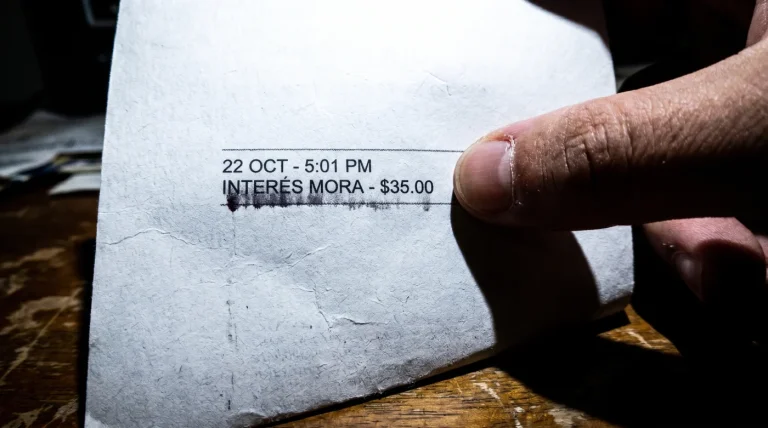 22 OCT - 5:01 PM
INTERÉS MORA - $35.00